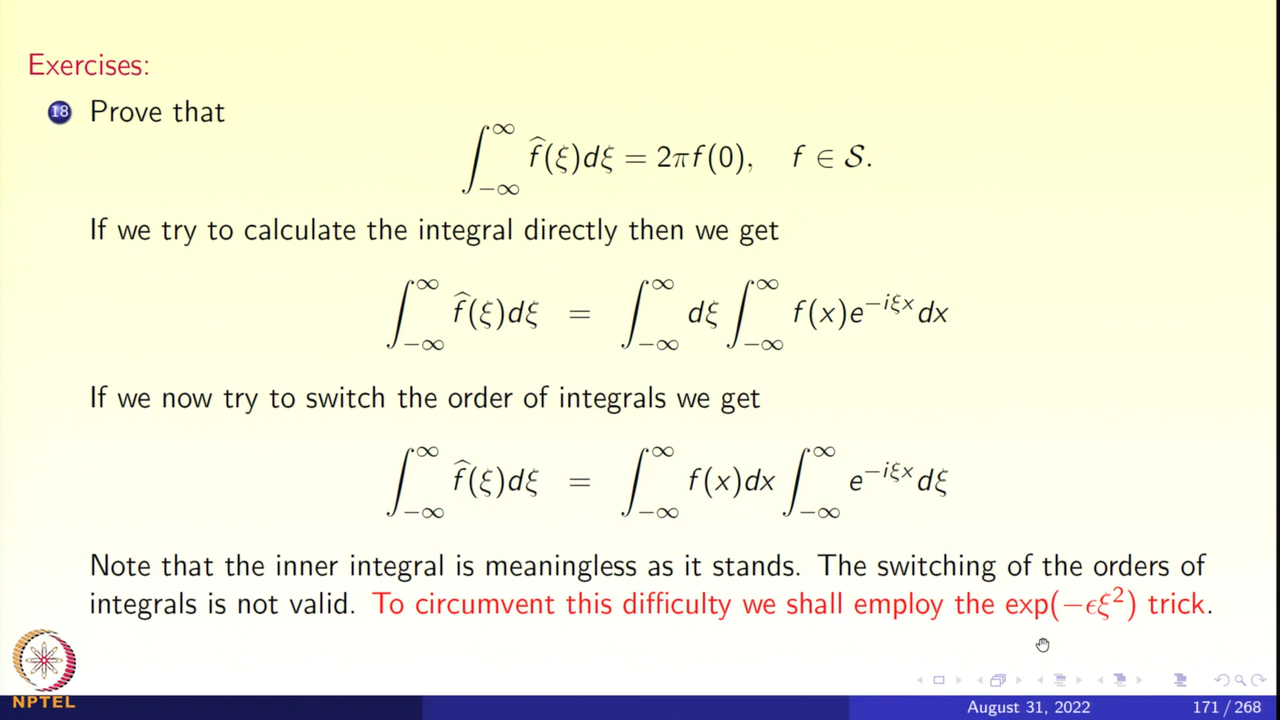 Exercises:
18 Prove that
∫_{-∞}^{∞} f̂(ξ)dξ = 2πf(0), f ∈ S.
If we try to calculate the integral directly then we get
∫_{-∞}^{∞} f̂(ξ)dξ = ∫_{-∞}^{∞} dξ ∫_{-∞}^{∞} f(x)e^{-iξx}dx
If we now try to switch the order of integrals we get
∫_{-∞}^{∞} f̂(ξ)dξ = ∫_{-∞}^{∞} f(x)dx ∫_{-∞}^{∞} e^{-iξx}dξ
Note that the inner integral is meaningless as it stands. The switching of the orders of
integrals is not valid. To circumvent this difficulty we shall employ the exp(−ϵξ²) trick.
NPTEL
August 31, 2022 171 / 268